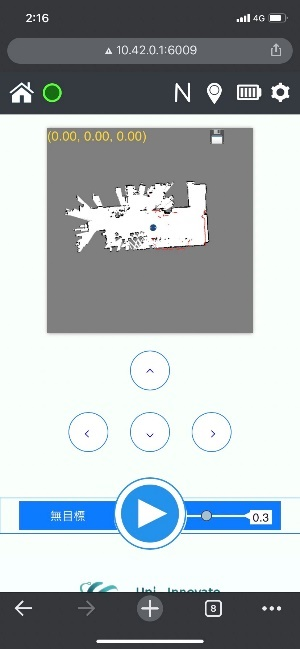 2:16
4G
10.42.0.1:6009
N
(0.00, 0.00, 0.00)
無目標
0.3
Uni Innovate
8